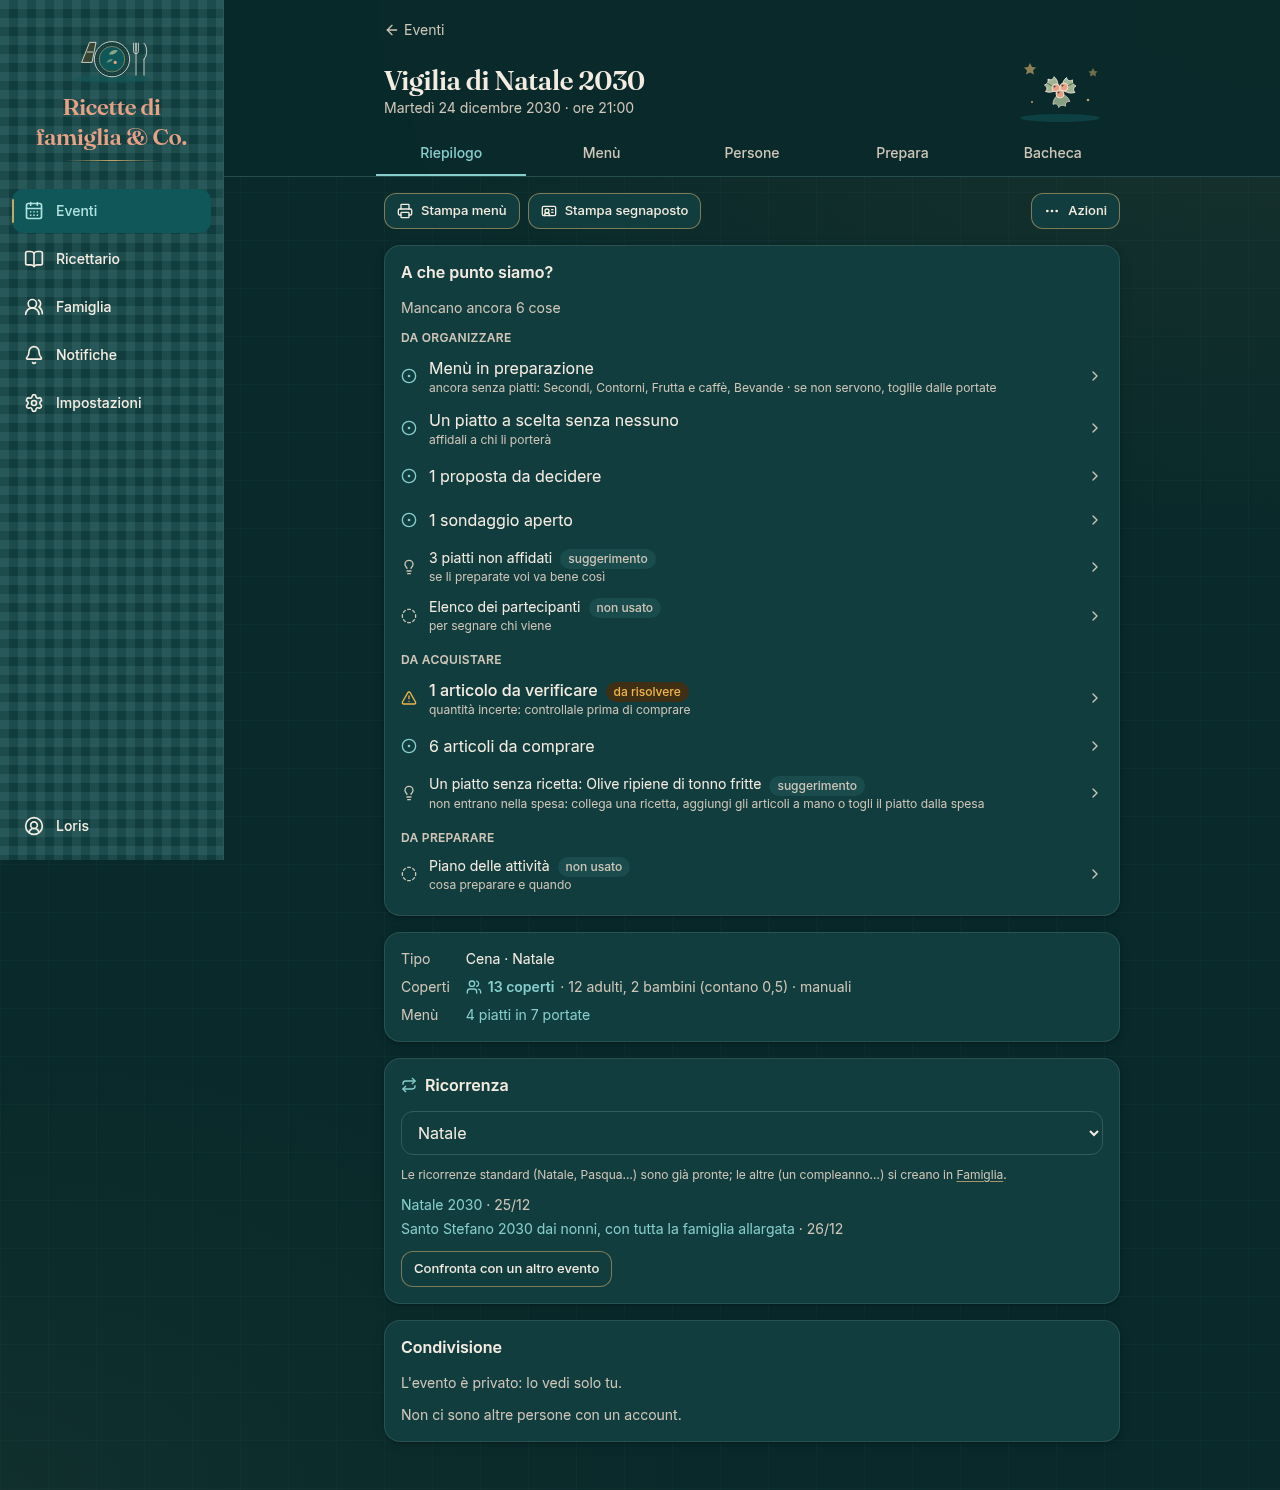 Ricette di
famiglia & Co.
Eventi
Ricettario
Famiglia
Notifiche
Impostazioni
Loris
Eventi
Vigilia di Natale 2030
Martedì 24 dicembre 2030 · ore 21:00
Riepilogo
Menù
Persone
Prepara
Bacheca
Stampa menù
Stampa segnaposto
Azioni
A che punto siamo?
Mancano ancora 6 cose
DA ORGANIZZARE
Menù in preparazione
ancora senza piatti: Secondi, Contorni, Frutta e caffè, Bevande · se non servono, toglile dalle portate
Un piatto a scelta senza nessuno
affidali a chi li porterà
1 proposta da decidere
1 sondaggio aperto
3 piatti non affidati suggerimento
se li preparate voi va bene così
Elenco dei partecipanti non usato
per segnare chi viene
DA ACQUISTARE
1 articolo da verificare da risolvere
quantità incerte: controllale prima di comprare
6 articoli da comprare
Un piatto senza ricetta: Olive ripiene di tonno fritte suggerimento
non entrano nella spesa: collega una ricetta, aggiungi gli articoli a mano o togli il piatto dalla spesa
DA PREPARARE
Piano delle attività non usato
cosa preparare e quando
Tipo Cena · Natale
Coperti 13 coperti · 12 adulti, 2 bambini (contano 0,5) · manuali
Menù 4 piatti in 7 portate
Ricorrenza
Natale
Le ricorrenze standard (Natale, Pasqua…) sono già pronte; le altre (un compleanno…) si creano in Famiglia.
Natale 2030 · 25/12
Santo Stefano 2030 dai nonni, con tutta la famiglia allargata · 26/12
Confronta con un altro evento
Condivisione
L'evento è privato: lo vedi solo tu.
Non ci sono altre persone con un account.